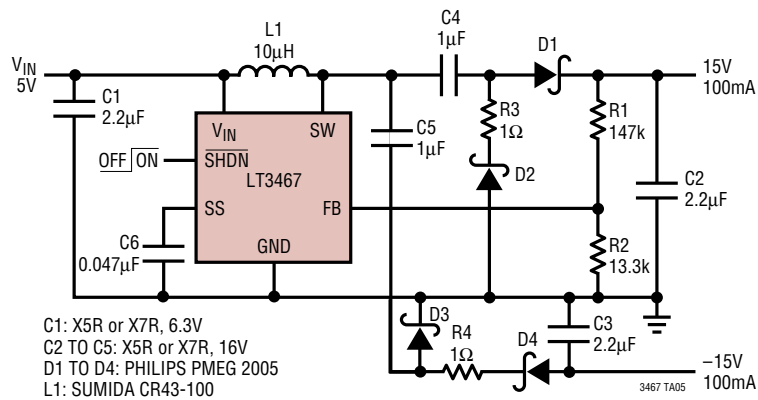 L1
10µH
C4
1µF
D1
VIN
5V
15V
100mA
C1
2.2µF
VIN
SW
C5
1µF
R3
1Ω
R1
147k
OFF ON
SHDN
LT3467
D2
C2
2.2µF
SS
FB
C6
0.047µF
GND
R2
13.3k
C1: X5R or X7R, 6.3V
C2 TO C5: X5R or X7R, 16V
D1 TO D4: PHILIPS PMEG 2005
L1: SUMIDA CR43-100
D3
R4
1Ω
D4
C3
2.2µF
–15V
100mA
3467 TA05